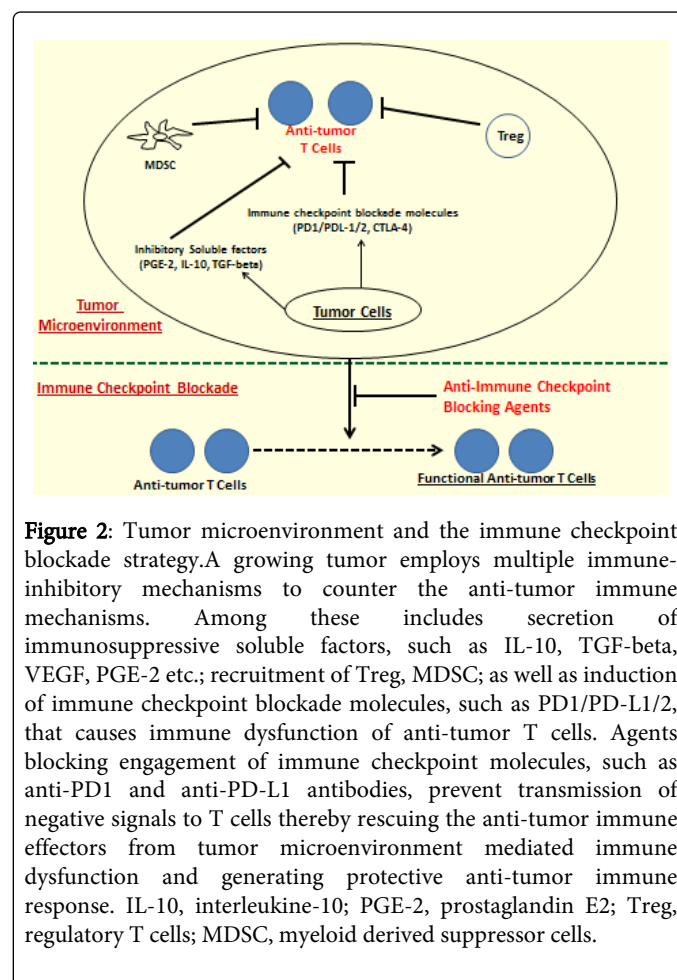 Anti-tumor
T Cells
MDSC
Treg
Immune checkpoint blockade molecules
(PD1/PDL-1/2, CTLA-4)
Inhibitory Soluble factors
(PGE-2, IL-10, TGF-beta)
Tumor Cells
Tumor
Microenvironment
Immune Checkpoint Blockade
Anti-Immune Checkpoint
Blocking Agents
Anti-tumor T Cells
Functional Anti-tumor T Cells
Figure 2: Tumor microenvironment and the immune checkpoint
blockade strategy.A growing tumor employs multiple immune-
inhibitory mechanisms to counter the anti-tumor immune
mechanisms. Among these includes secretion of
immunosuppressive soluble factors, such as IL-10, TGF-beta,
VEGF, PGE-2 etc.; recruitment of Treg, MDSC; as well as induction
of immune checkpoint blockade molecules, such as PD1/PD-L1/2,
that causes immune dysfunction of anti-tumor T cells. Agents
blocking engagement of immune checkpoint molecules, such as
anti-PD1 and anti-PD-L1 antibodies, prevent transmission of
negative signals to T cells thereby rescuing the anti-tumor immune
effectors from tumor microenvironment mediated immune
dysfunction and generating protective anti-tumor immune
response. IL-10, interleukine-10; PGE-2, prostaglandin E2; Treg,
regulatory T cells; MDSC, myeloid derived suppressor cells.